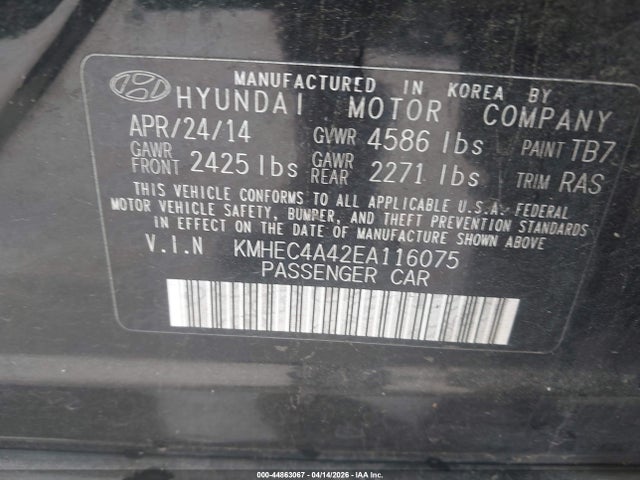 MANUFACTURED IN KOREA BY
HYUNDAI MOTOR COMPANY
APR/24/14 GVWR 4586 lbs PAINT TB7
GAWR FRONT 2425 lbs GAWR REAR 2271 lbs TRIM RAS
THIS VEHICLE CONFORMS TO ALL APPLICABLE U.S.A. FEDERAL
MOTOR VEHICLE SAFETY, BUMPER, AND THEFT PREVENTION STANDARDS
IN EFFECT ON THE DATE OF MANUFACTURE SHOWN ABOVE
V.I.N KMHEC4A42EA116075
PASSENGER CAR
000-44863067 - 04/14/2026 - IAA Inc.